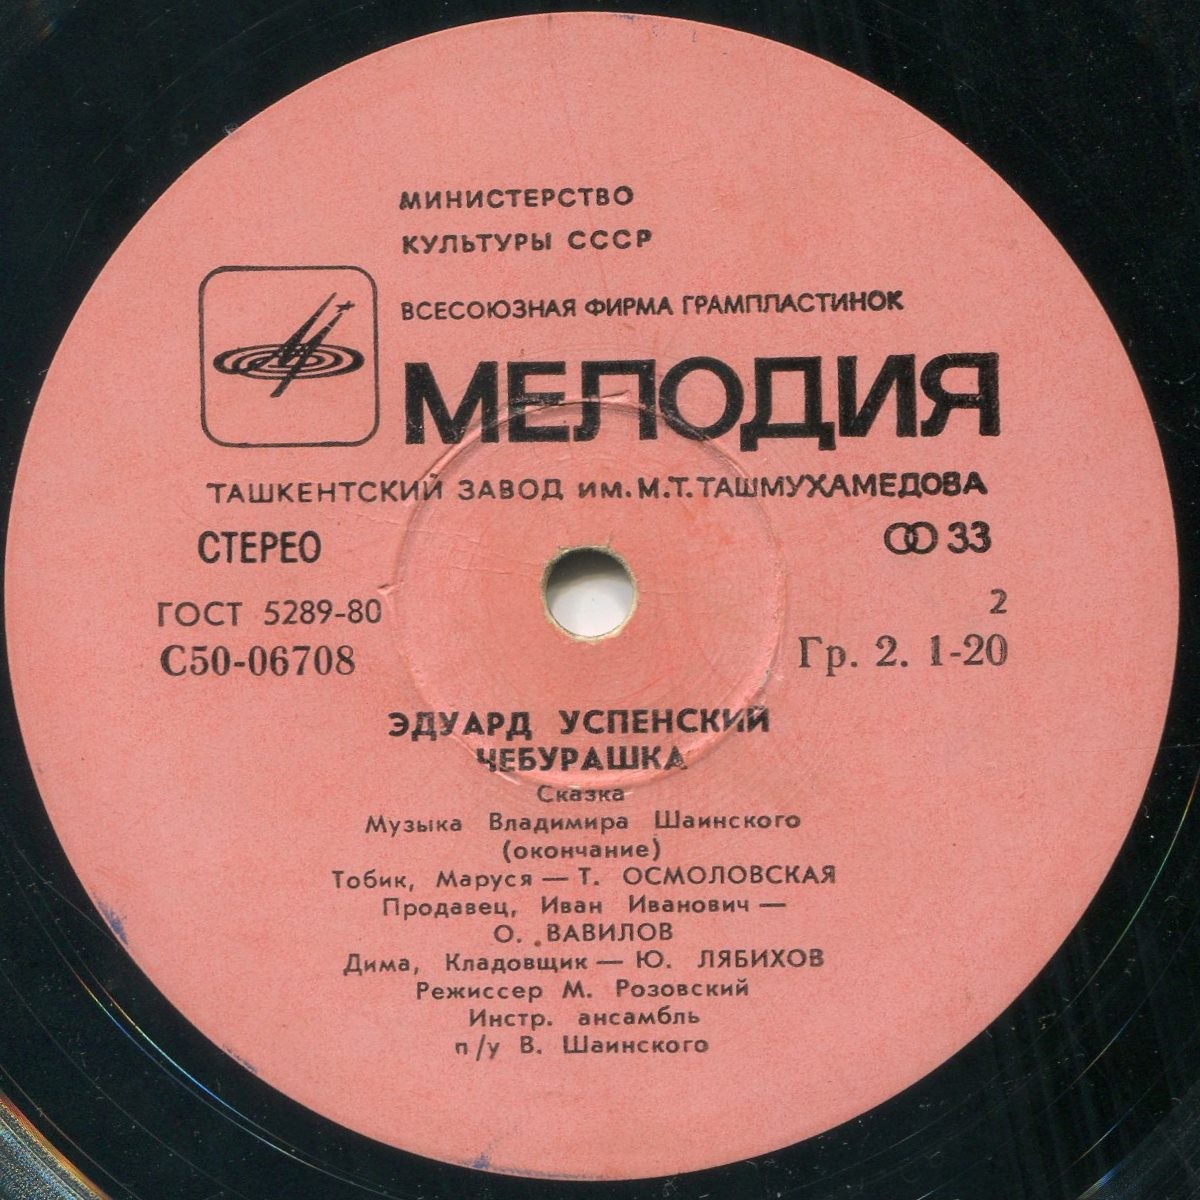 МИНИСТЕРСТВО
КУЛЬТУРЫ СССР
ВСЕСОЮЗНАЯ ФИРМА ГРАМПЛАСТИНОК
МЕЛОДИЯ
ТАШКЕНТСКИЙ ЗАВОД ИМ. М.Т. ТАШМУХАМЕДОВА
СТЕРЕО 33
ГОСТ 5289-80 2
С50-06708 Гр. 2. 1-20
ЭДУАРД УСПЕНСКИЙ
ЧЕБУРАШКА
Сказка
Музыка Владимира Шаинского
(окончание)
Тобик, Маруся — Т. ОСМОЛОВСКАЯ
Продавец, Иван Иванович —
О. ВАВИЛОВ
Дима, Кладовщик — Ю. ЛЯБИХОВ
Режиссер М. Розовский
Инстр. ансамбль
п/у В. Шаинского